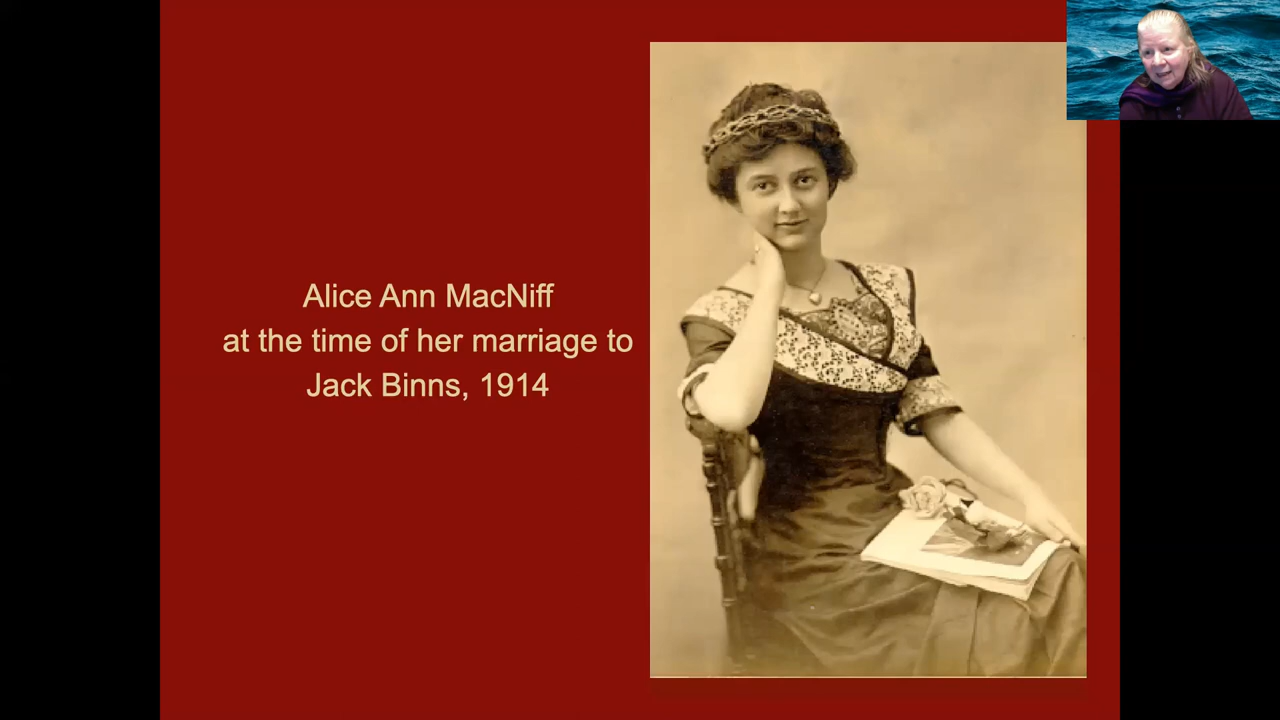 Alice Ann MacNiff
at the time of her marriage to
Jack Binns, 1914